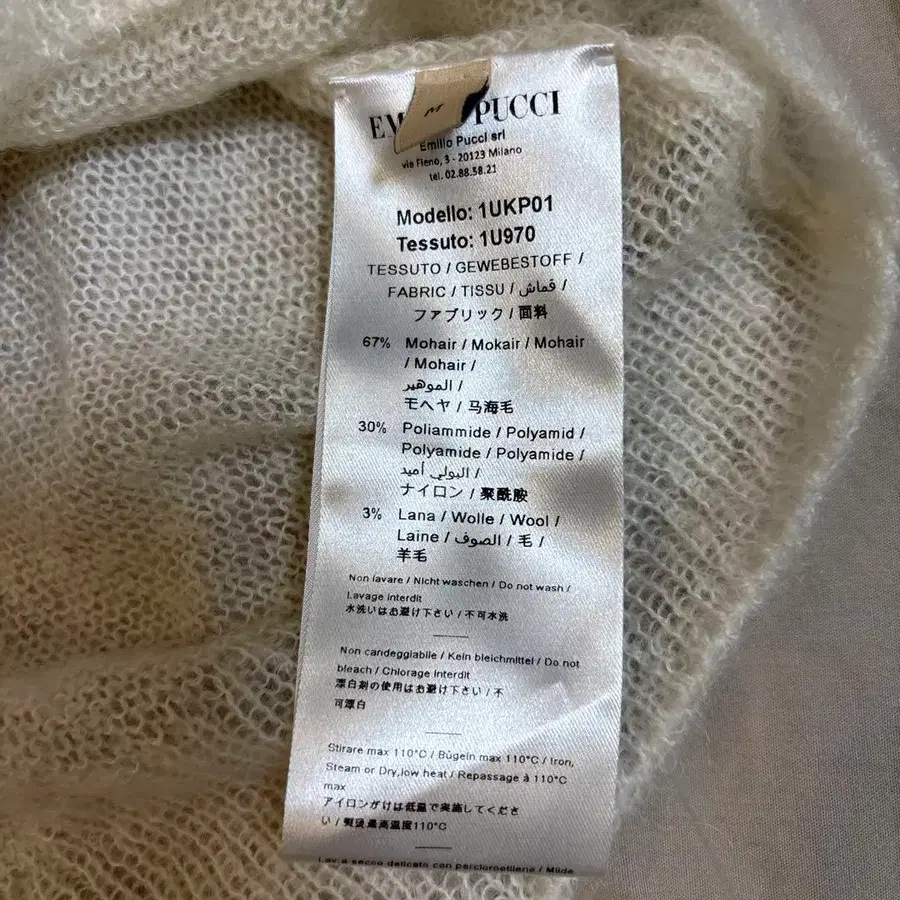 M
EM PUCCI
Emilio Pucci srl
via Fieno, 3 - 20123 Milano
tel. 02.88.58.21
Modello: 1UKP01
Tessuto: 1U970
TESSUTO / GEWEBESTOFF /
FABRIC / TISSU / قماش /
ファブリック / 面料
67% Mohair / Mokair / Mohair
/ Mohair /
الموهير /
モヘヤ / 马海毛
30% Poliammide / Polyamid /
Polyamide / Polyamide /
البولي أميد /
ナイロン / 聚酰胺
3% Lana / Wolle / Wool /
Laine / الصوف / 毛 /
羊毛
Non lavare / Nicht waschen / Do not wash /
Lavage interdit
水洗いはお避け下さい / 不可水洗
Non candeggiabile / Kein bleichmittel / Do not
bleach / Chlorage interdit
漂白剤の使用はお避け下さい / 不
可漂白
Stirare max 110°C / Bügeln max 110°C / Iron,
Steam or Dry,low heat / Repassage à 110°C
max
アイロンがけは低温で実施してくださ
い / 熨烫最高温度110°C
Lava secco delicato con percloroetilene / Milde